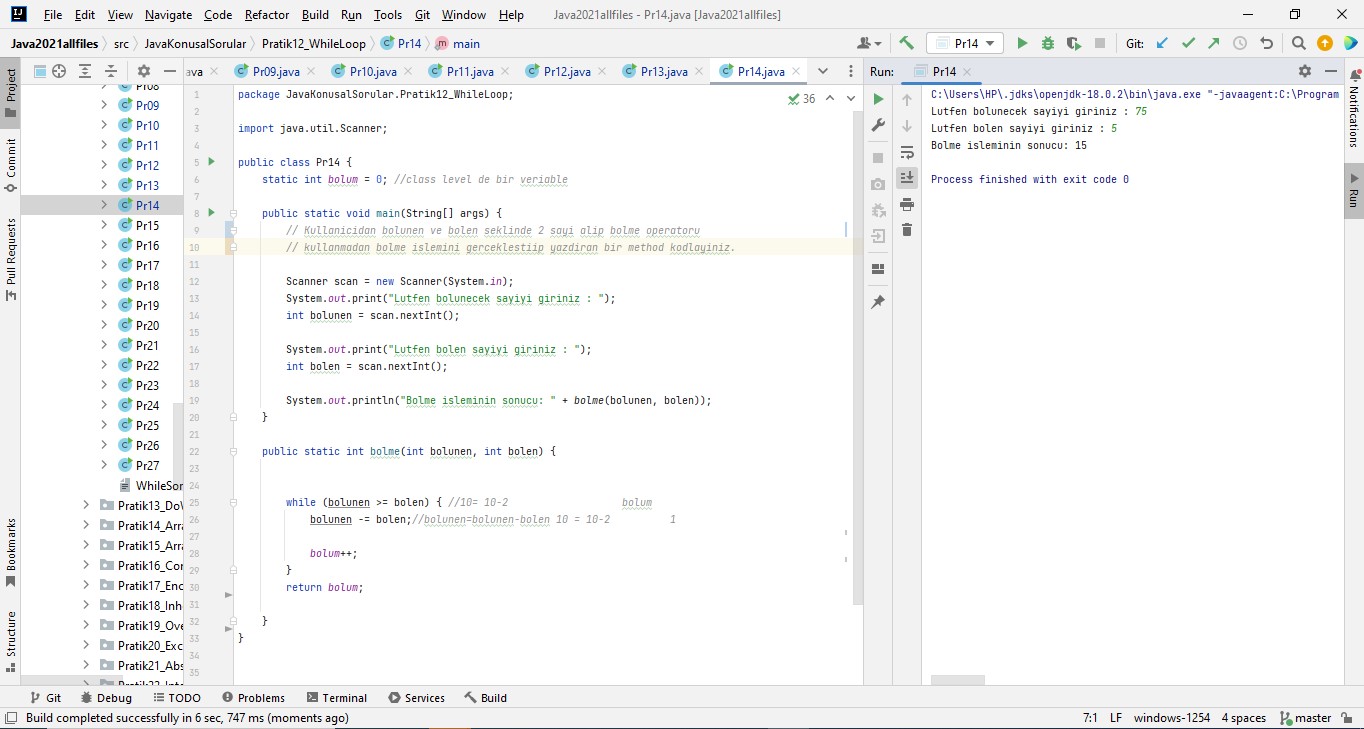 File Edit View Navigate Code Refactor Build Run Tools Git Window Help Java2021allfiles - Pr14.java [Java2021allfiles]
Java2021allfiles src JavaKonusalSorular Pratik12_WhileLoop Pr14 main Pr14 Git:
ava Pr09.java Pr10.java Pr11.java Pr12.java Pr13.java Pr14.java Run: Pr14
Project
Commit
Pull Requests
Bookmarks
Structure
Pr08
Pr09
Pr10
Pr11
Pr12
Pr13
Pr14
Pr15
Pr16
Pr17
Pr18
Pr19
Pr20
Pr21
Pr22
Pr23
Pr24
Pr25
Pr26
Pr27
WhileSor
Pratik13_Do
Pratik14_Arra
Pratik15_Arra
Pratik16_Con
Pratik17_Enc
Pratik18_Inh
Pratik19_Ove
Pratik20_Exc
Pratik21_Abs
36
1 package JavaKonusalSorular.Pratik12_WhileLoop;
2
3 import java.util.Scanner;
4
5 public class Pr14 {
6 static int bolum = 0; //class level de bir veriable
7
8 public static void main(String[] args) {
9 // Kullanicidan bolunen ve bolen seklinde 2 sayi alip bolme operatoru
10 // kullanmadan bolme islemini gerceklestiip yazdiran bir method kodlayiniz.
11
12 Scanner scan = new Scanner(System.in);
13 System.out.print("Lutfen bolunecek sayiyi giriniz : ");
14 int bolunen = scan.nextInt();
15
16 System.out.print("Lutfen bolen sayiyi giriniz : ");
17 int bolen = scan.nextInt();
18
19 System.out.println("Bolme isleminin sonucu: " + bolme(bolunen, bolen));
20 }
21
22 public static int bolme(int bolunen, int bolen) {
23
24
25 while (bolunen >= bolen) { //10= 10-2 bolum
26 bolunen -= bolen;//bolunen=bolunen-bolen 10 = 10-2 1
27
28 bolum++;
29 }
30 return bolum;
31
32 }
33 }
34
35
C:\Users\HP\.jdks\openjdk-18.0.2\bin\java.exe "-javaagent:C:\Program
Lutfen bolunecek sayiyi giriniz : 75
Lutfen bolen sayiyi giriniz : 5
Bolme isleminin sonucu: 15
Process finished with exit code 0
Notifications
Run
Git Debug TODO Problems Terminal Services Build
Build completed successfully in 6 sec, 747 ms (moments ago) 7:1 LF windows-1254 4 spaces master